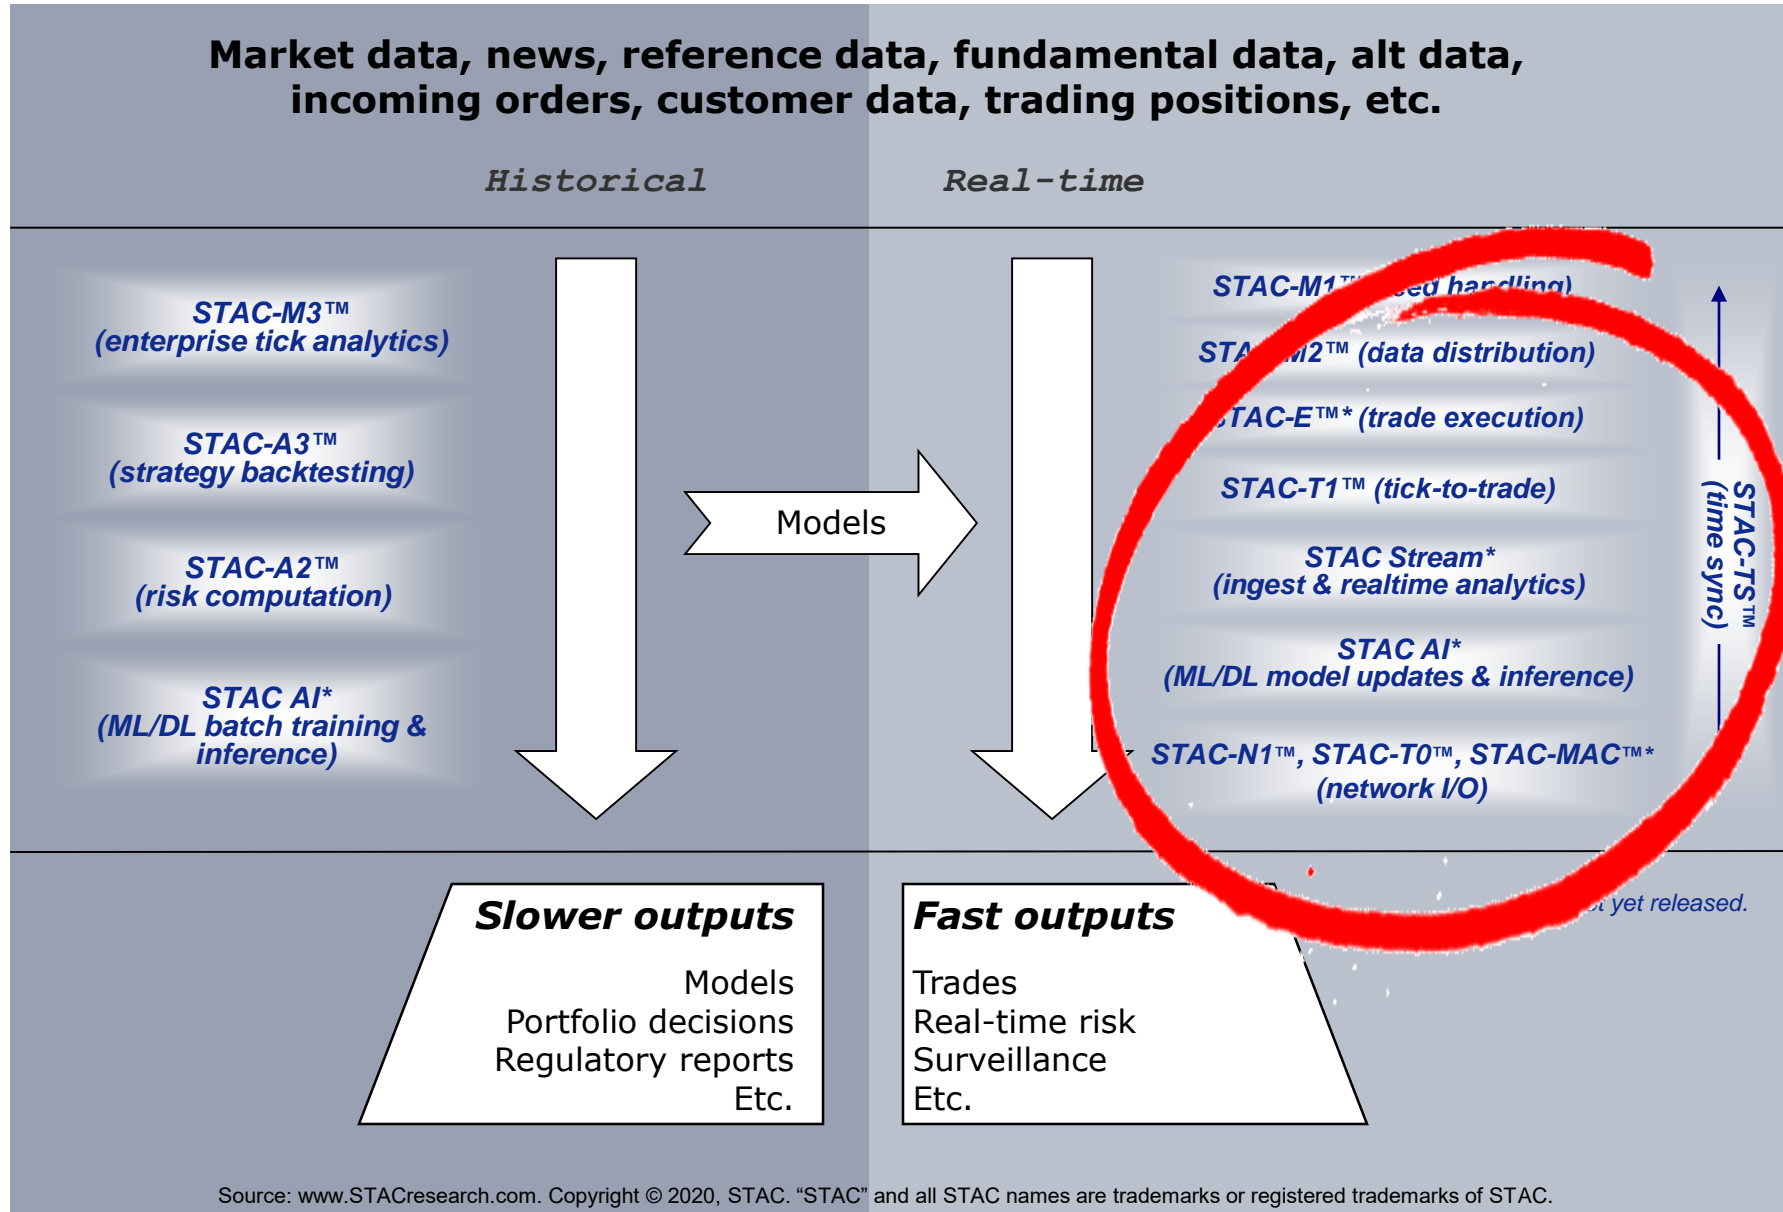 Market data, news, reference data, fundamental data, alt data,
incoming orders, customer data, trading positions, etc.
Historical
Real-time
STAC-M3™
(enterprise tick analytics)
STAC-A3™
(strategy backtesting)
STAC-A2™
(risk computation)
STAC AI*
(ML/DL batch training &
inference)
Models
STAC-M1™ handling)
STAC-M2™ (data distribution)
STAC-E™* (trade execution)
STAC-T1™ (tick-to-trade)
STAC Stream*
(ingest & realtime analytics)
STAC AI*
(ML/DL model updates & inference)
STAC-N1™, STAC-T0™, STAC-MAC™*
(network I/O)
STAC-TS™
(time sync)
yet released.
Slower outputs
Models
Portfolio decisions
Regulatory reports
Etc.
Fast outputs
Trades
Real-time risk
Surveillance
Etc.
Source: www.STACresearch.com. Copyright © 2020, STAC. “STAC” and all STAC names are trademarks or registered trademarks of STAC.